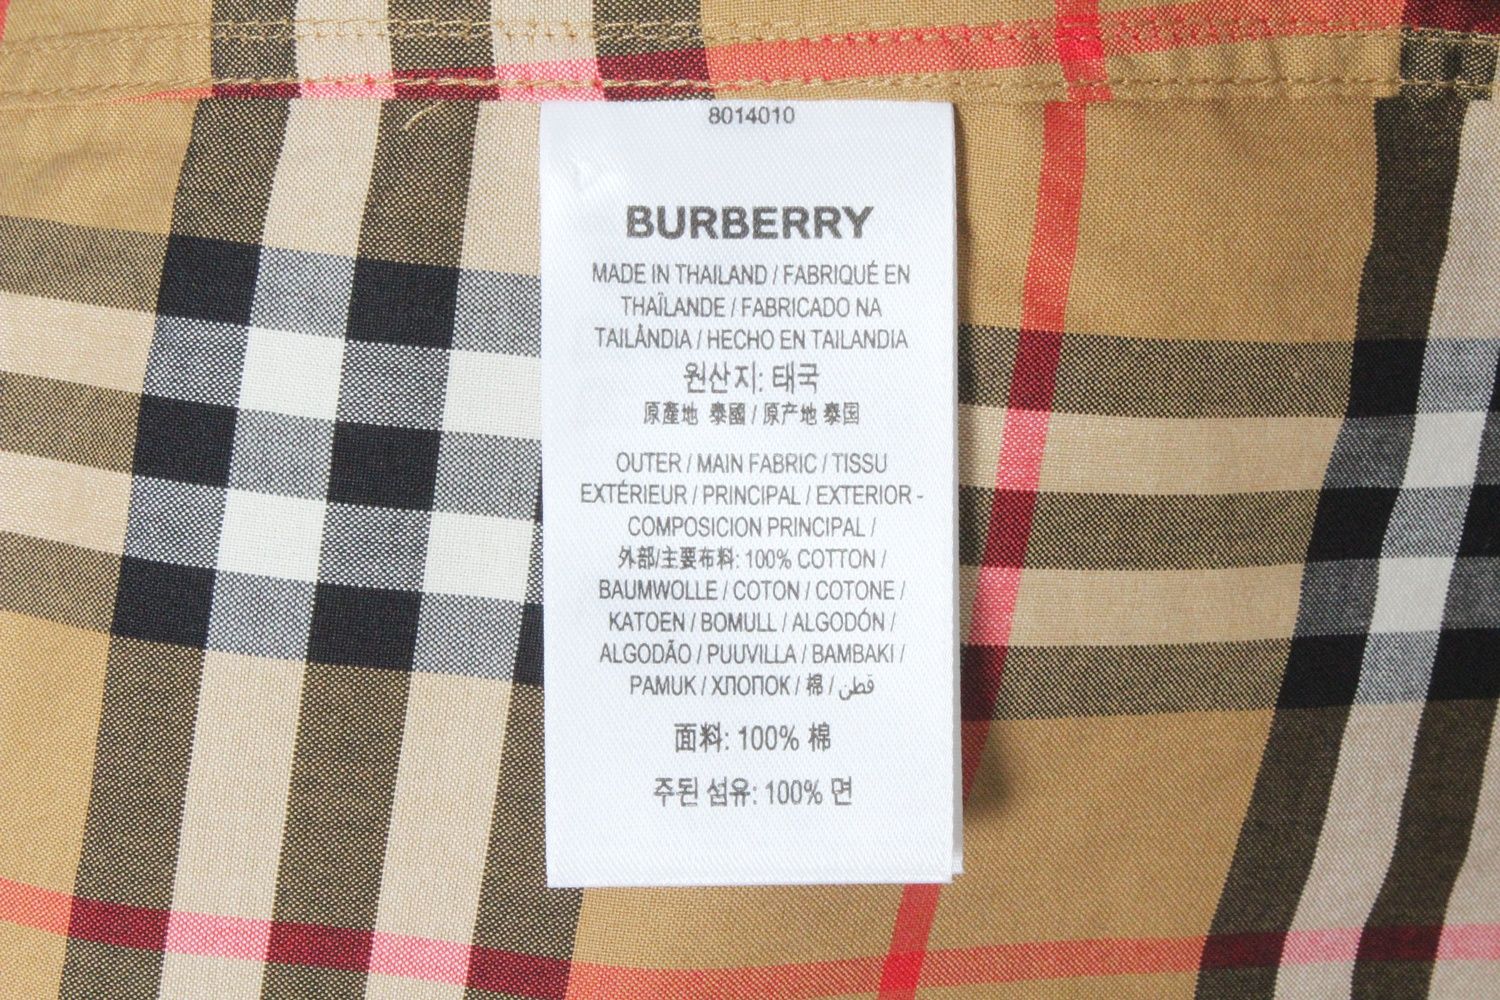 8014010
BURBERRY
MADE IN THAILAND / FABRIQUÉ EN
THAÏLANDE / FABRICADO NA
TAILÂNDIA / HECHO EN TAILANDIA
원산지: 태국
原產地 泰國 / 原产地 泰国
OUTER / MAIN FABRIC / TISSU
EXTÉRIEUR / PRINCIPAL / EXTERIOR -
COMPOSICION PRINCIPAL /
外部/主要布料: 100% COTTON /
BAUMWOLLE / COTON / COTONE /
KATOEN / BOMULL / ALGODÓN /
ALGODÃO / PUUVILLA / BAMBAKI /
PAMUK / ХЛОПОК / 棉 / قطن
面料: 100% 棉
주된 섬유: 100% 면